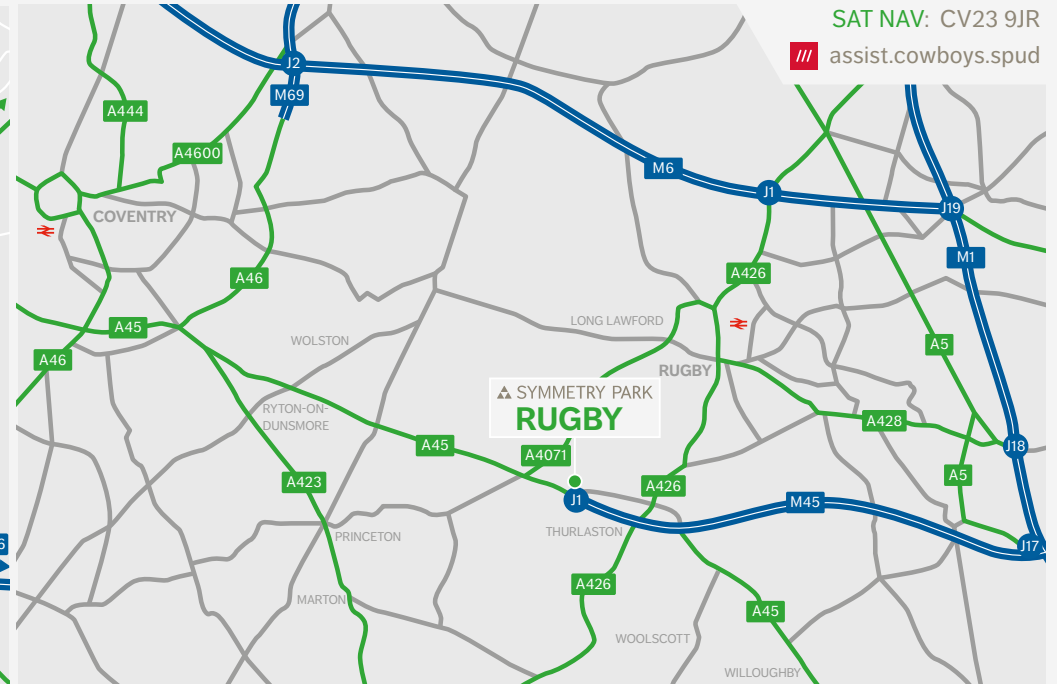 SAT NAV: CV23 9JR
assist.cowboys.spud
J2
M69
A444
A4600
M6
J1
J19
COVENTRY
M1
A426
A46
LONG LAWFORD
A45
WOLSTON
A5
A46
RUGBY
SYMMETRY PARK
RUGBY
RYTON-ON-
DUNSMORE
A428
A45
A4071
J18
A423
A426
A5
J1
M45
THURLASTON
PRINCETON
J17
6
A426
MARTON
A45
WOOLSCOTT
WILLOUGHBY